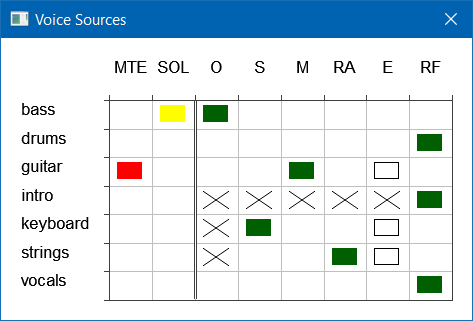 Voice Sources
MTE SOL O S M RA E RF
bass
drums
guitar
intro
keyboard
strings
vocals